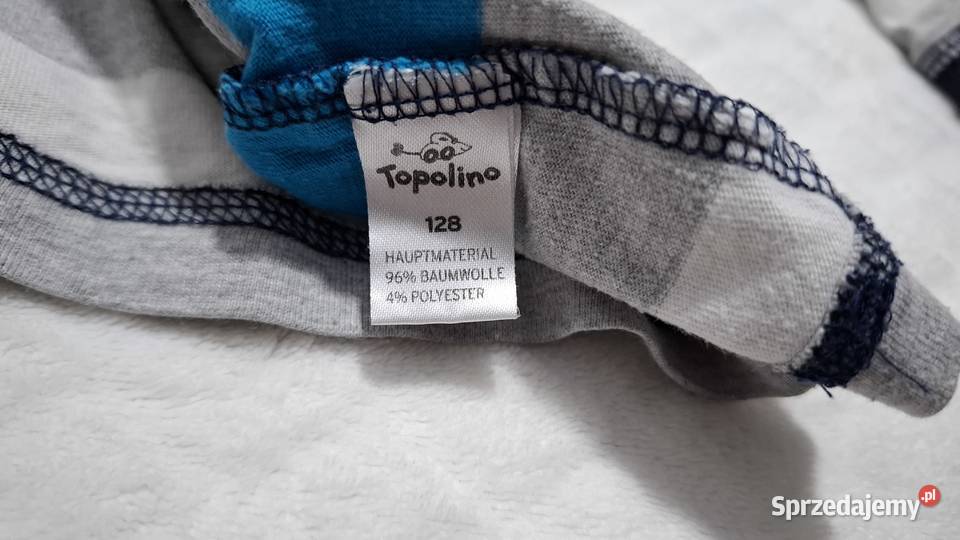 Topolino
128
HAUPTMATERIAL
96% BAUMWOLLE
4% POLYESTER
Sprzedajemy.pl